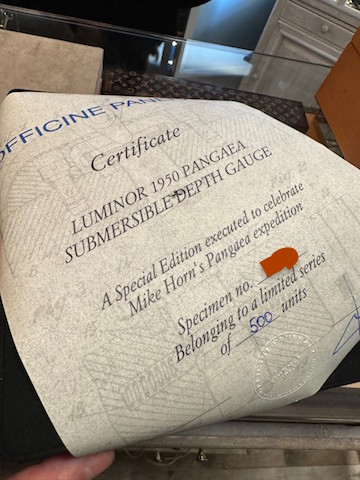 OFFICINE PAN
Certificate
LUMINOR 1950 PANGAEA
SUBMERSIBLE DEPTH GAUGE
A Special Edition executed to celebrate
Mike Horn's Pangaea expedition
Specimen no.
Belonging to a limited series
of 500 units